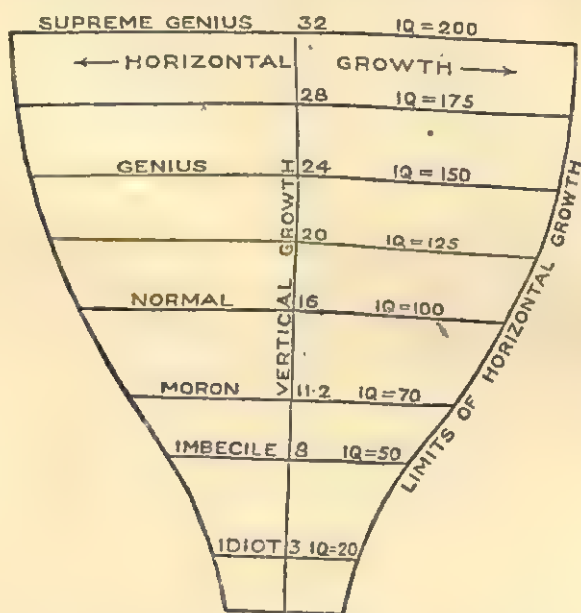 SUPREME GENIUS 32 IQ=200
← HORIZONTAL GROWTH →
28 IQ=175
GENIUS 24 IQ=150
20 IQ=125
NORMAL 16 IQ=100
MORON 11·2 IQ=70
IMBECILE 8 IQ=50
IDIOT 3 IQ=20
VERTICAL GROWTH
LIMITS OF HORIZONTAL GROWTH